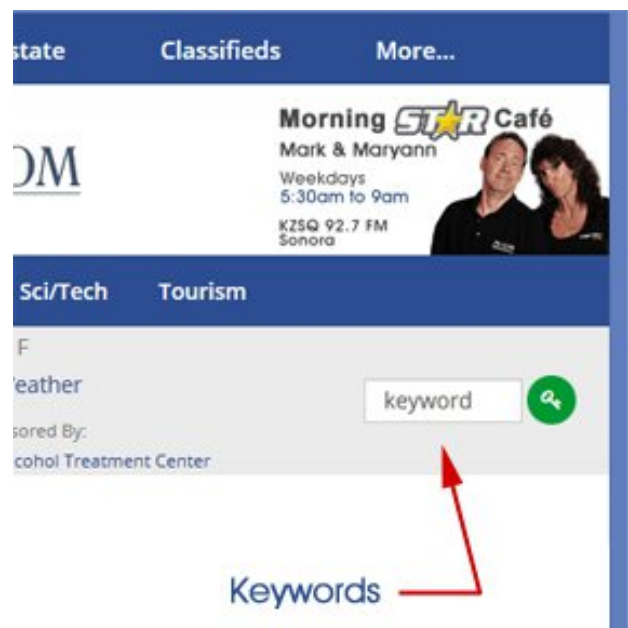 state Classifieds More...
Morning STAR Café
Mark & Maryann
OM
Weekdays
5:30am to 9am
KZSQ 92.7 FM
Sonora
Sci/Tech Tourism
F
eather
keyword
sored By:
cohol Treatment Center
Keywords